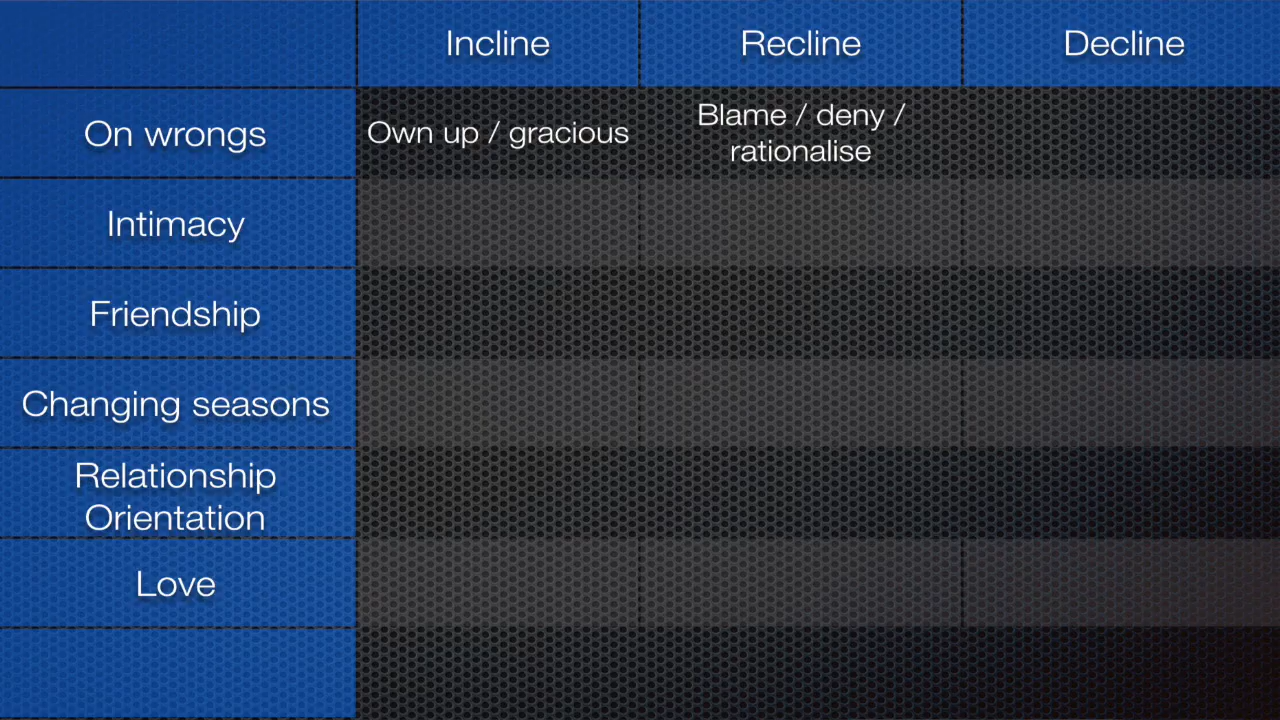 Incline Recline Decline
On wrongs Own up / gracious Blame / deny /
rationalise
Intimacy
Friendship
Changing seasons
Relationship
Orientation
Love